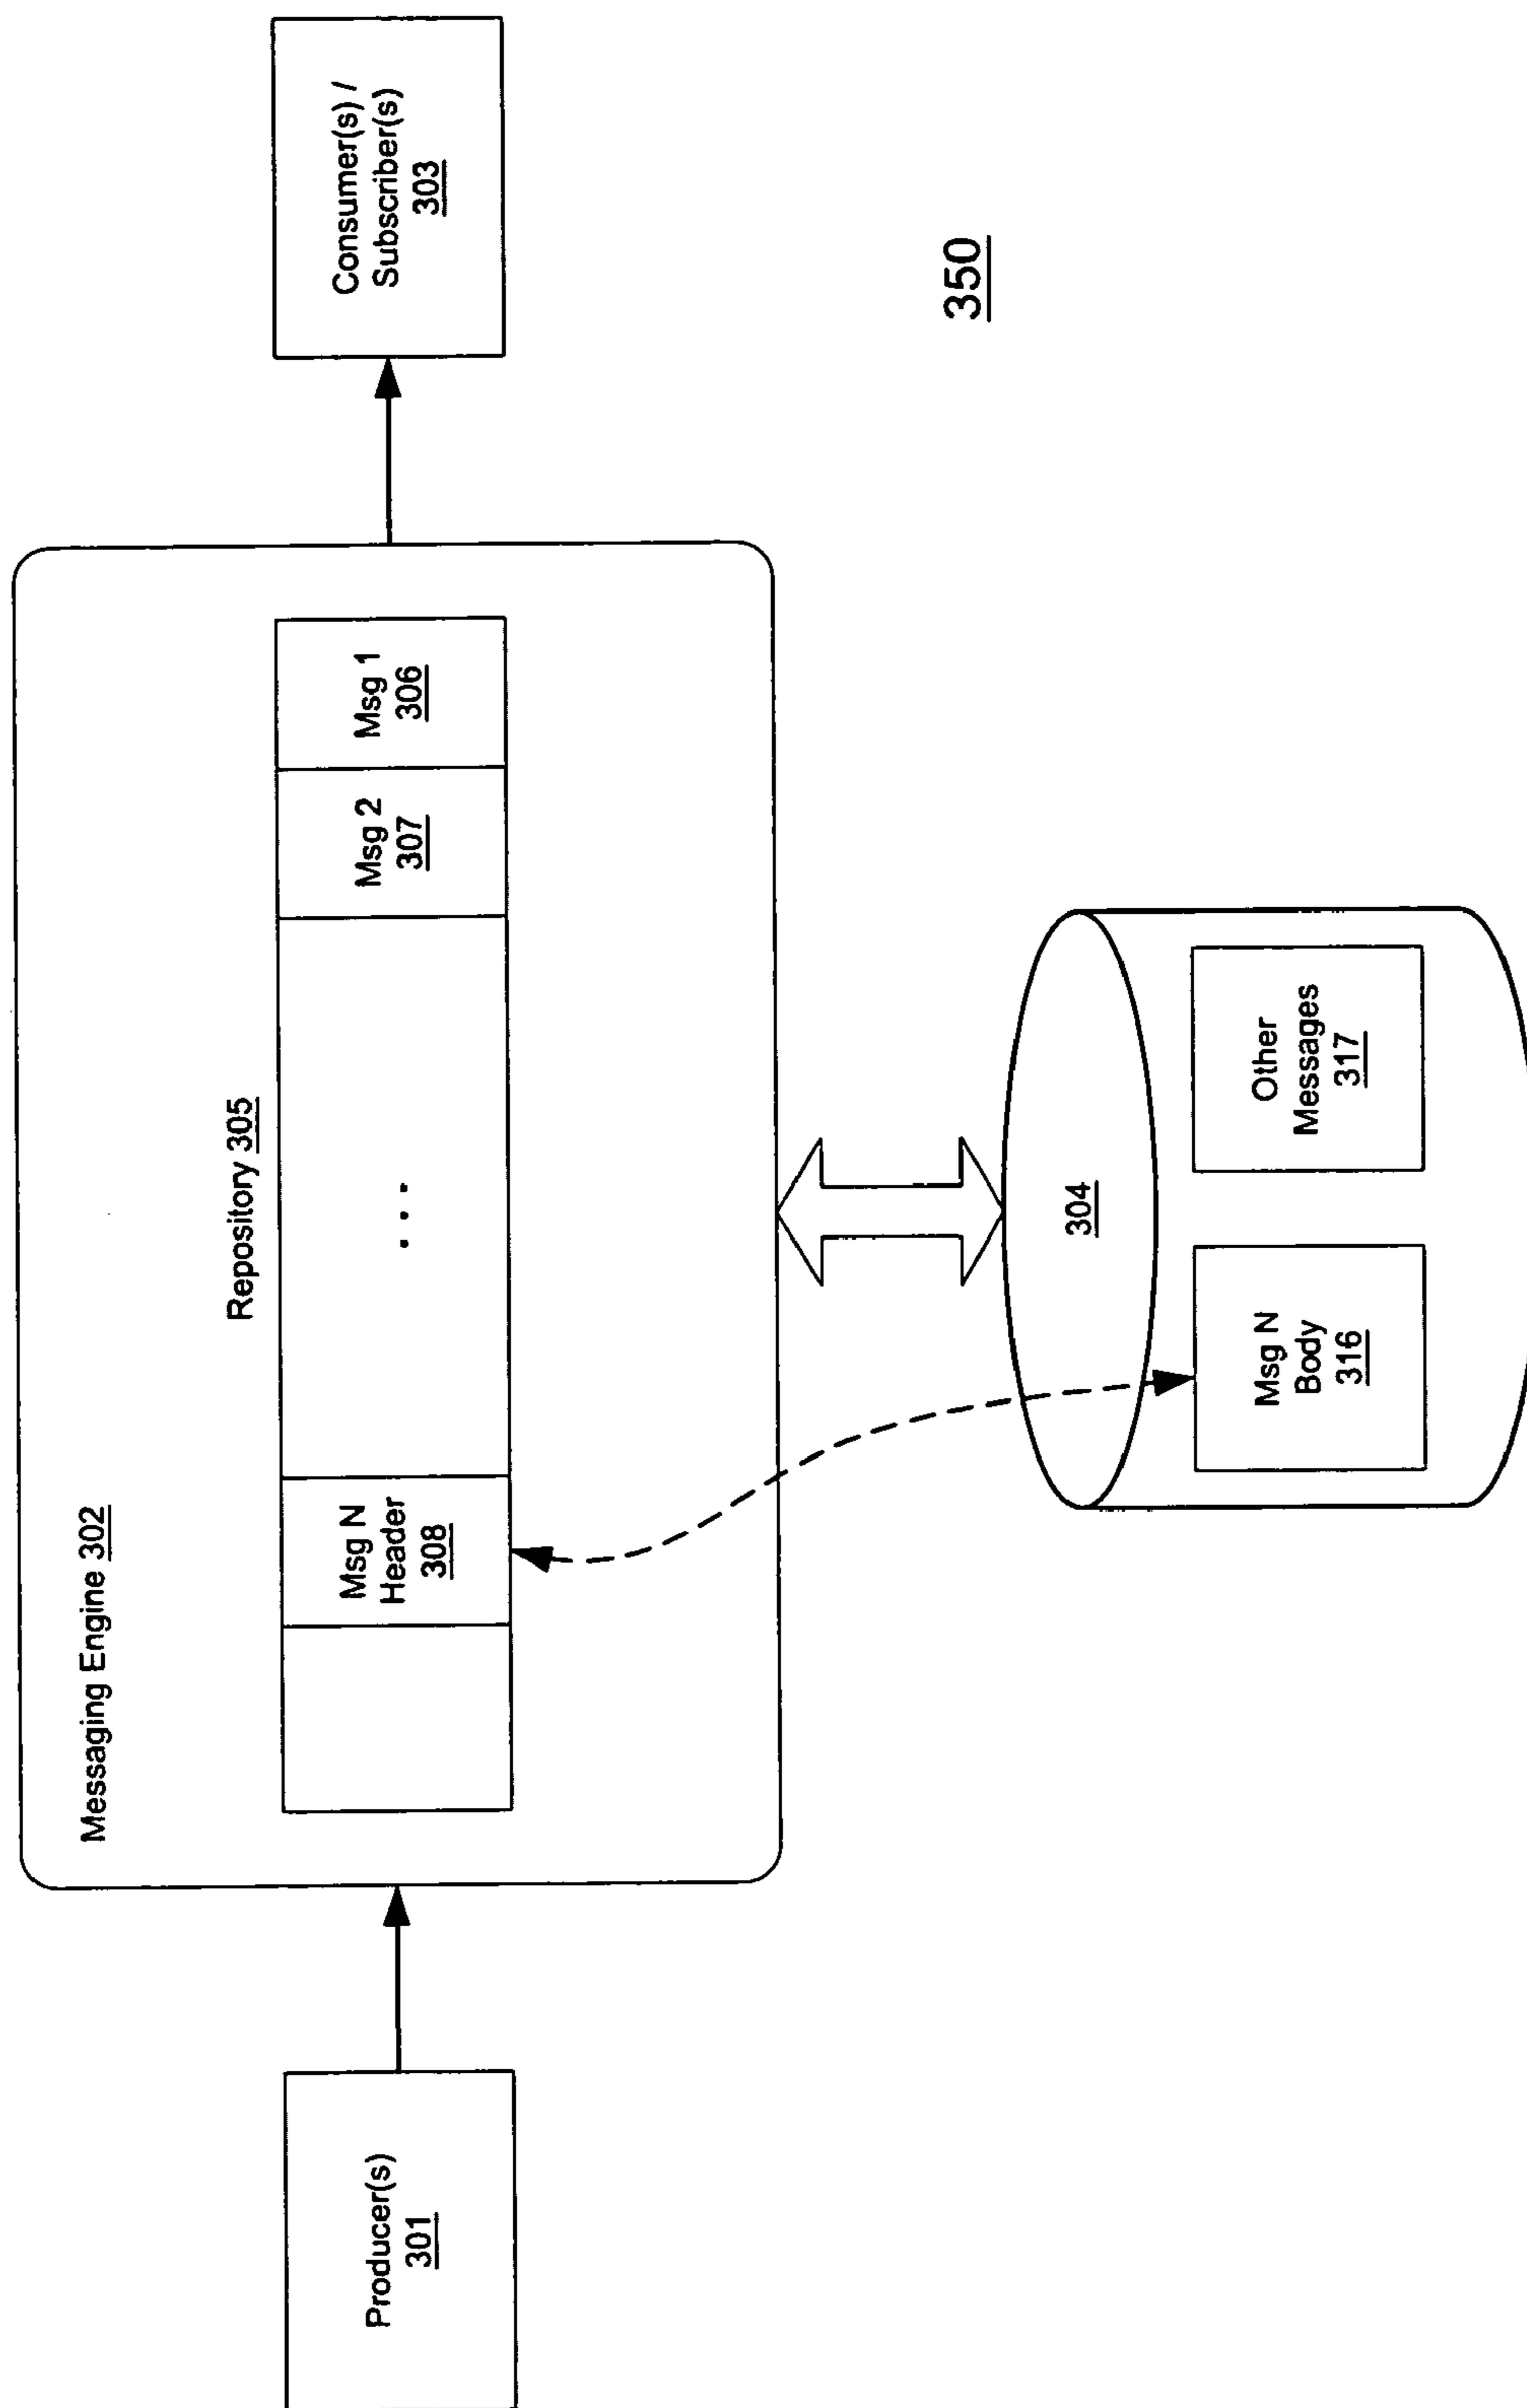 Messaging Engine 302
Repository 305
Producer(s)
301
Msg N
Header
308
. . .
Msg 2
307
Msg 1
306
Consumer(s) /
Subscriber(s)
303
304
Msg N
Body
316
Other
Messages
317
350